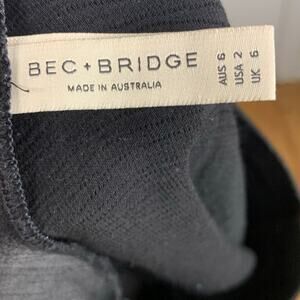 BEC + BRIDGE
MADE IN AUSTRALIA
AUS 6
USA 2
UK 6